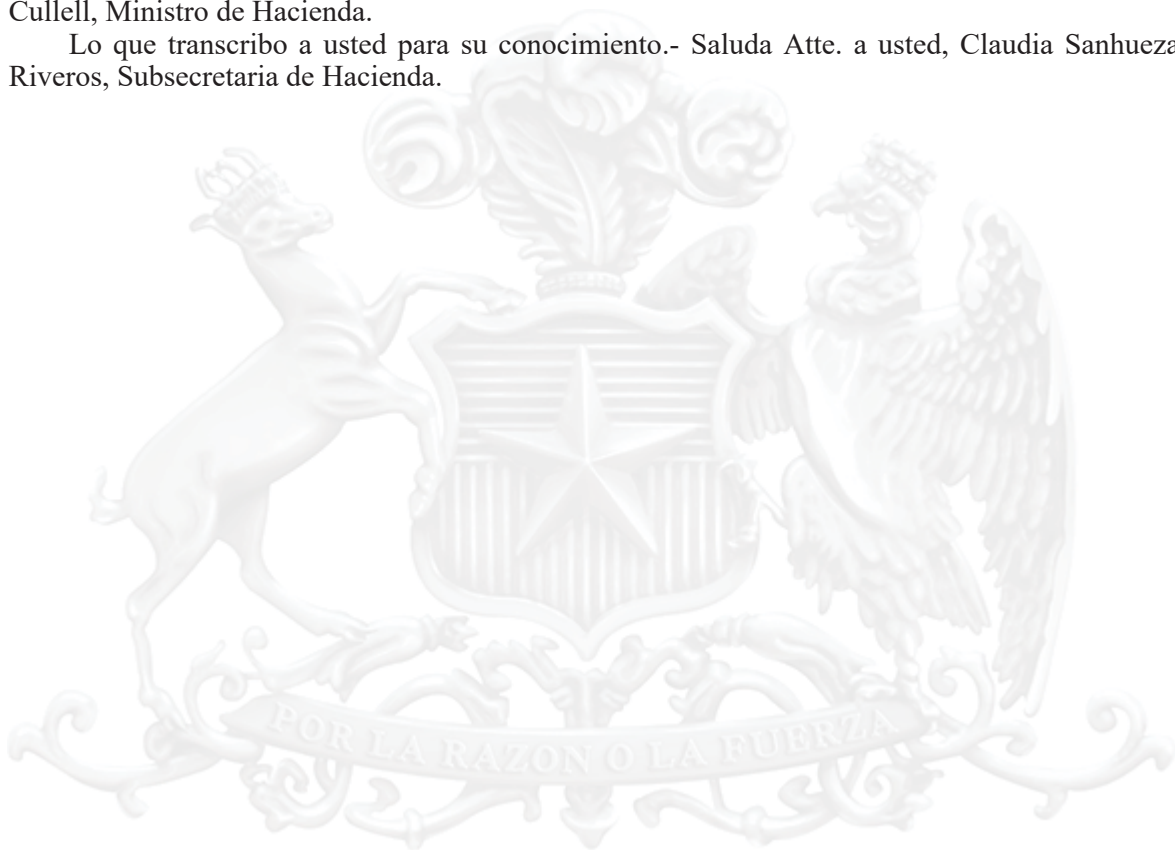 Cullell, Ministro de Hacienda.
Lo que transcribo a usted para su conocimiento.- Saluda Atte. a usted, Claudia Sanhueza
Riveros, Subsecretaria de Hacienda.
POR LA RAZON O LA FUERZA